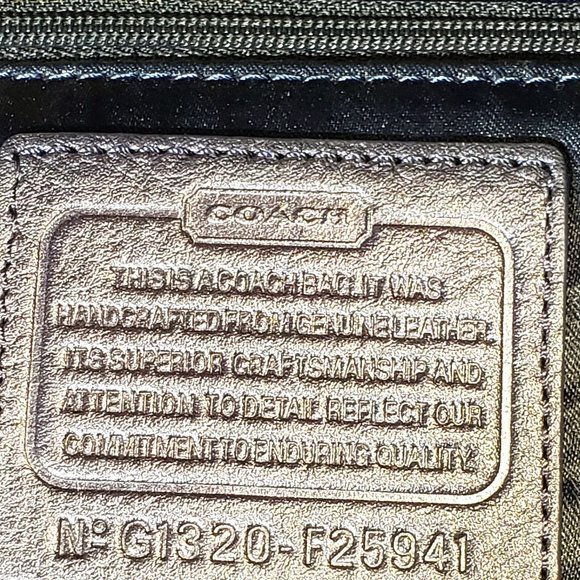 COACH
THIS IS A COACH BAG. IT WAS
HANDCRAFTED FROM GENUINE LEATHER.
ITS SUPERIOR CRAFTSMANSHIP AND
ATTENTION TO DETAIL REFLECT OUR
COMMITMENT TO ENDURING QUALITY.
Nº G1320-F25941